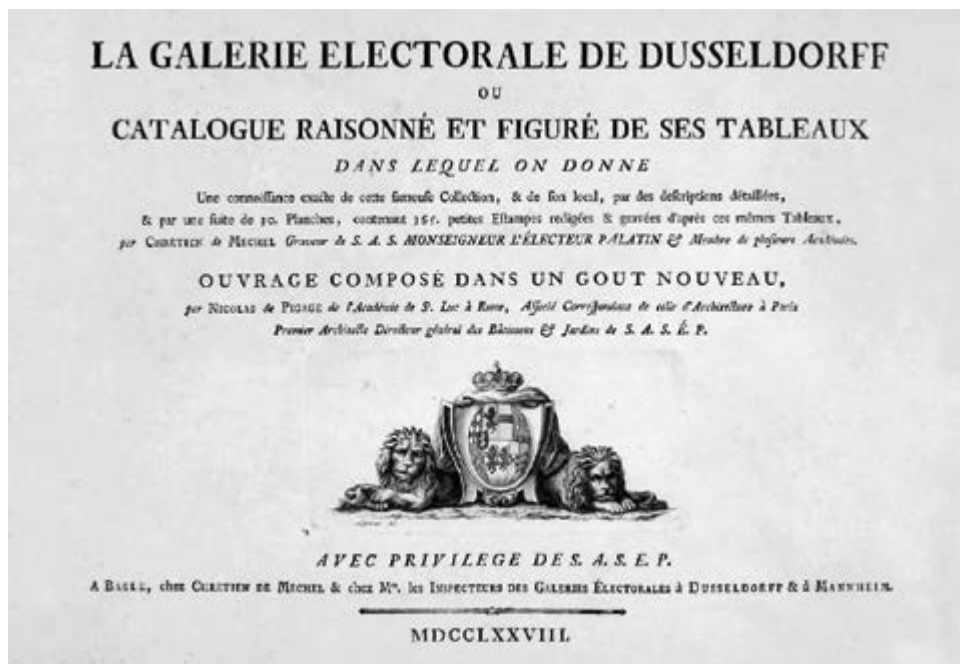 LA GALERIE ELECTORALE DE DUSSELDORFF
OU
CATALOGUE RAISONNÉ ET FIGURÉ DE SES TABLEAUX
DANS LEQUEL ON DONNE
Une connoissance exacte de cette fameuse Collection, & de son local, par des descriptions détaillées,
& par une suite de 30. Planches, contenant 365. petites Estampes redigées & gravées d'après ces mêmes Tableaux,
par CHRÉTIEN de MECHEL Graveur de S. A. S. MONSEIGNEUR L'ÉLECTEUR PALATIN & Membre de plusieurs Académies.
OUVRAGE COMPOSÉ DANS UN GOUT NOUVEAU,
par NICOLAS de PIGAGE de l'Académie de S. Luc à Rome, Associé Correspondant de celle d'Architecture à Paris
Premier Architecte Directeur général des Bâtimens & Jardins de S. A. S. É. P.
AVEC PRIVILEGE DE S. A. S. E. P.
A BASLE, chez CHRETIEN DE MECHEL & chez Mrs. les INSPECTEURS DES GALERIES ÉLECTORALES à DUSSELDORFF & à MANNHEIM.
MDCCLXXVIII.